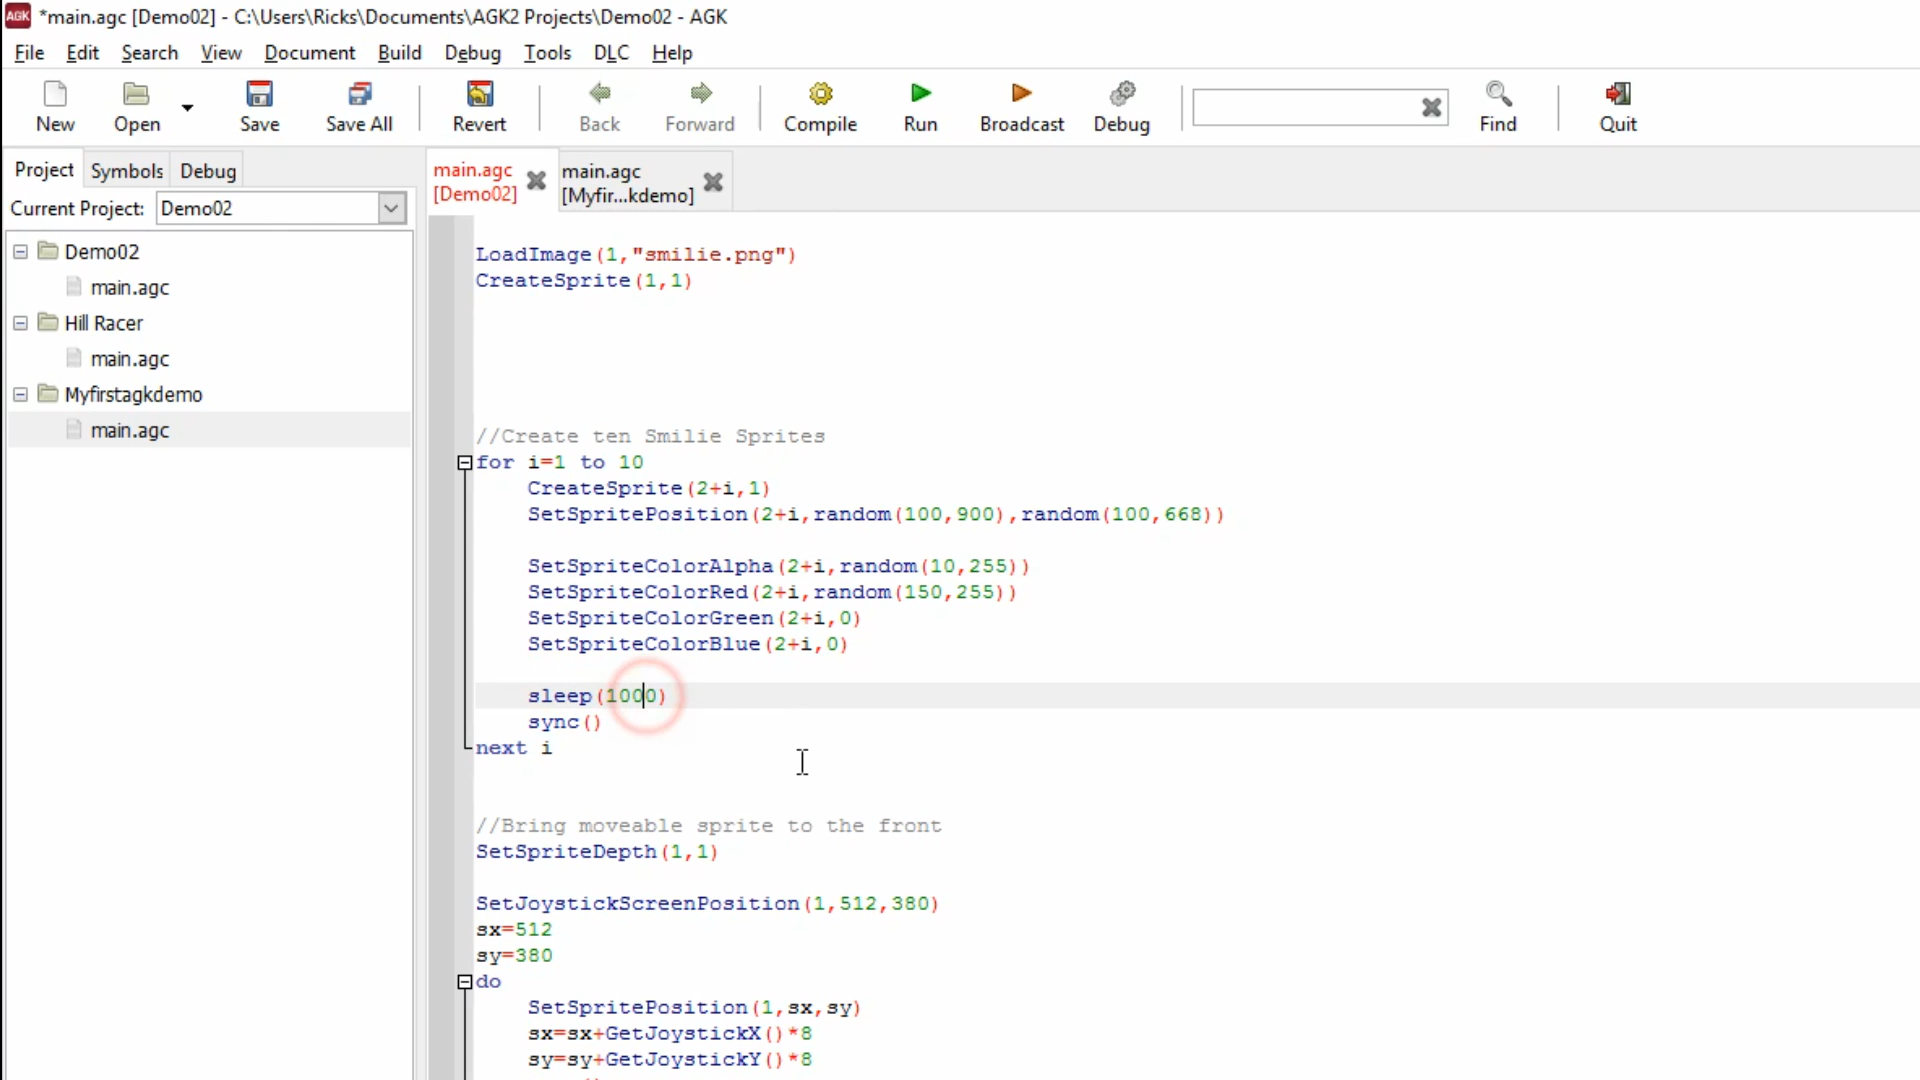 AGK *main.agc [Demo02] - C:\Users\Ricks\Documents\AGK2 Projects\Demo02 - AGK
File Edit Search View Document Build Debug Tools DLC Help
New Open Save Save All Revert Back Forward Compile Run Broadcast Debug Find Quit
Project Symbols Debug
main.agc [Demo02]
main.agc [Myfir...kdemo]
Current Project: Demo02
Demo02
main.agc
Hill Racer
main.agc
Myfirstagkdemo
main.agc
LoadImage(1,"smilie.png")
CreateSprite(1,1)
//Create ten Smilie Sprites
for i=1 to 10
CreateSprite(2+i,1)
SetSpritePosition(2+i,random(100,900),random(100,668))
SetSpriteColorAlpha(2+i,random(10,255))
SetSpriteColorRed(2+i,random(150,255))
SetSpriteColorGreen(2+i,0)
SetSpriteColorBlue(2+i,0)
sleep(1000)
sync()
next i
//Bring moveable sprite to the front
SetSpriteDepth(1,1)
SetJoystickScreenPosition(1,512,380)
sx=512
sy=380
do
SetSpritePosition(1,sx,sy)
sx=sx+GetJoystickX()*8
sy=sy+GetJoystickY()*8